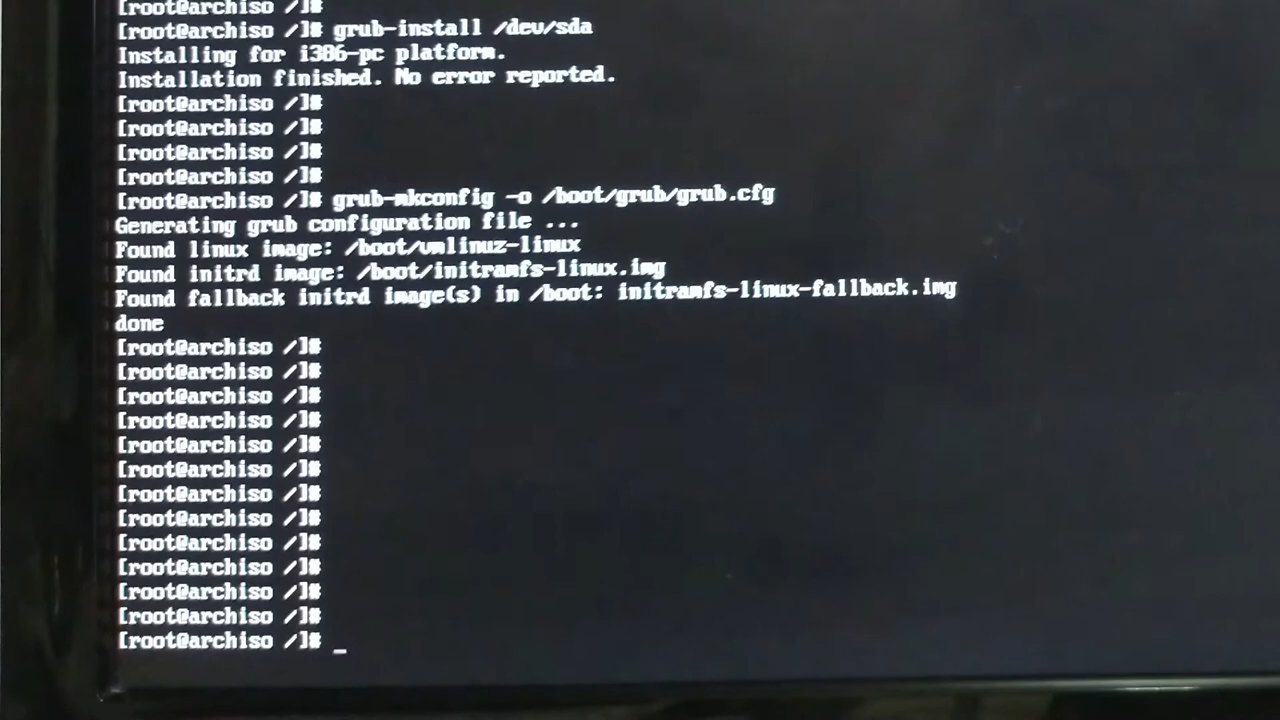 [root@archiso /]#
[root@archiso /]# grub-install /dev/sda
Installing for i386-pc platform.
Installation finished. No error reported.
[root@archiso /]#
[root@archiso /]#
[root@archiso /]#
[root@archiso /]#
[root@archiso /]# grub-mkconfig -o /boot/grub/grub.cfg
Generating grub configuration file ...
Found linux image: /boot/vmlinuz-linux
Found initrd image: /boot/initramfs-linux.img
Found fallback initrd image(s) in /boot: initramfs-linux-fallback.img
done
[root@archiso /]#
[root@archiso /]#
[root@archiso /]#
[root@archiso /]#
[root@archiso /]#
[root@archiso /]#
[root@archiso /]#
[root@archiso /]#
[root@archiso /]#
[root@archiso /]#
[root@archiso /]#
[root@archiso /]#
[root@archiso /]# _